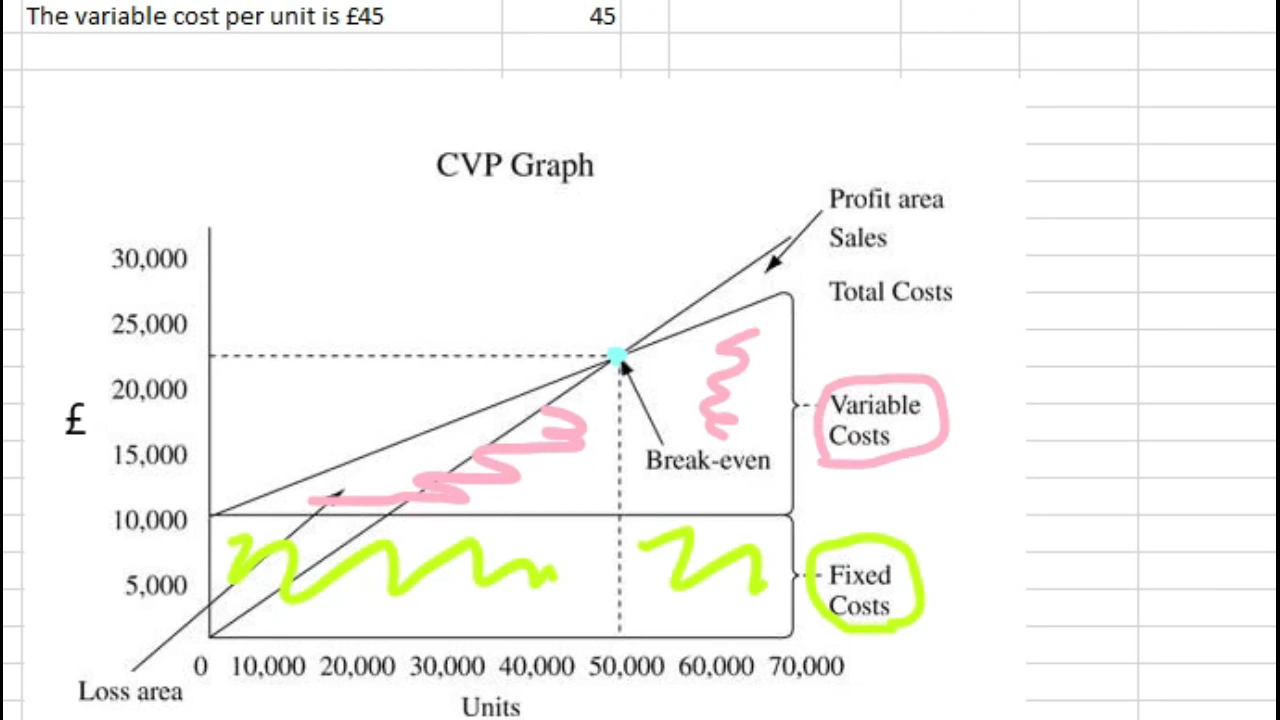 The variable cost per unit is £45 45
CVP Graph
Profit area
Sales
30,000
Total Costs
25,000
20,000
£
Variable
Costs
15,000
Break-even
10,000
5,000
Fixed
Costs
0 10,000 20,000 30,000 40,000 50,000 60,000 70,000
Loss area
Units